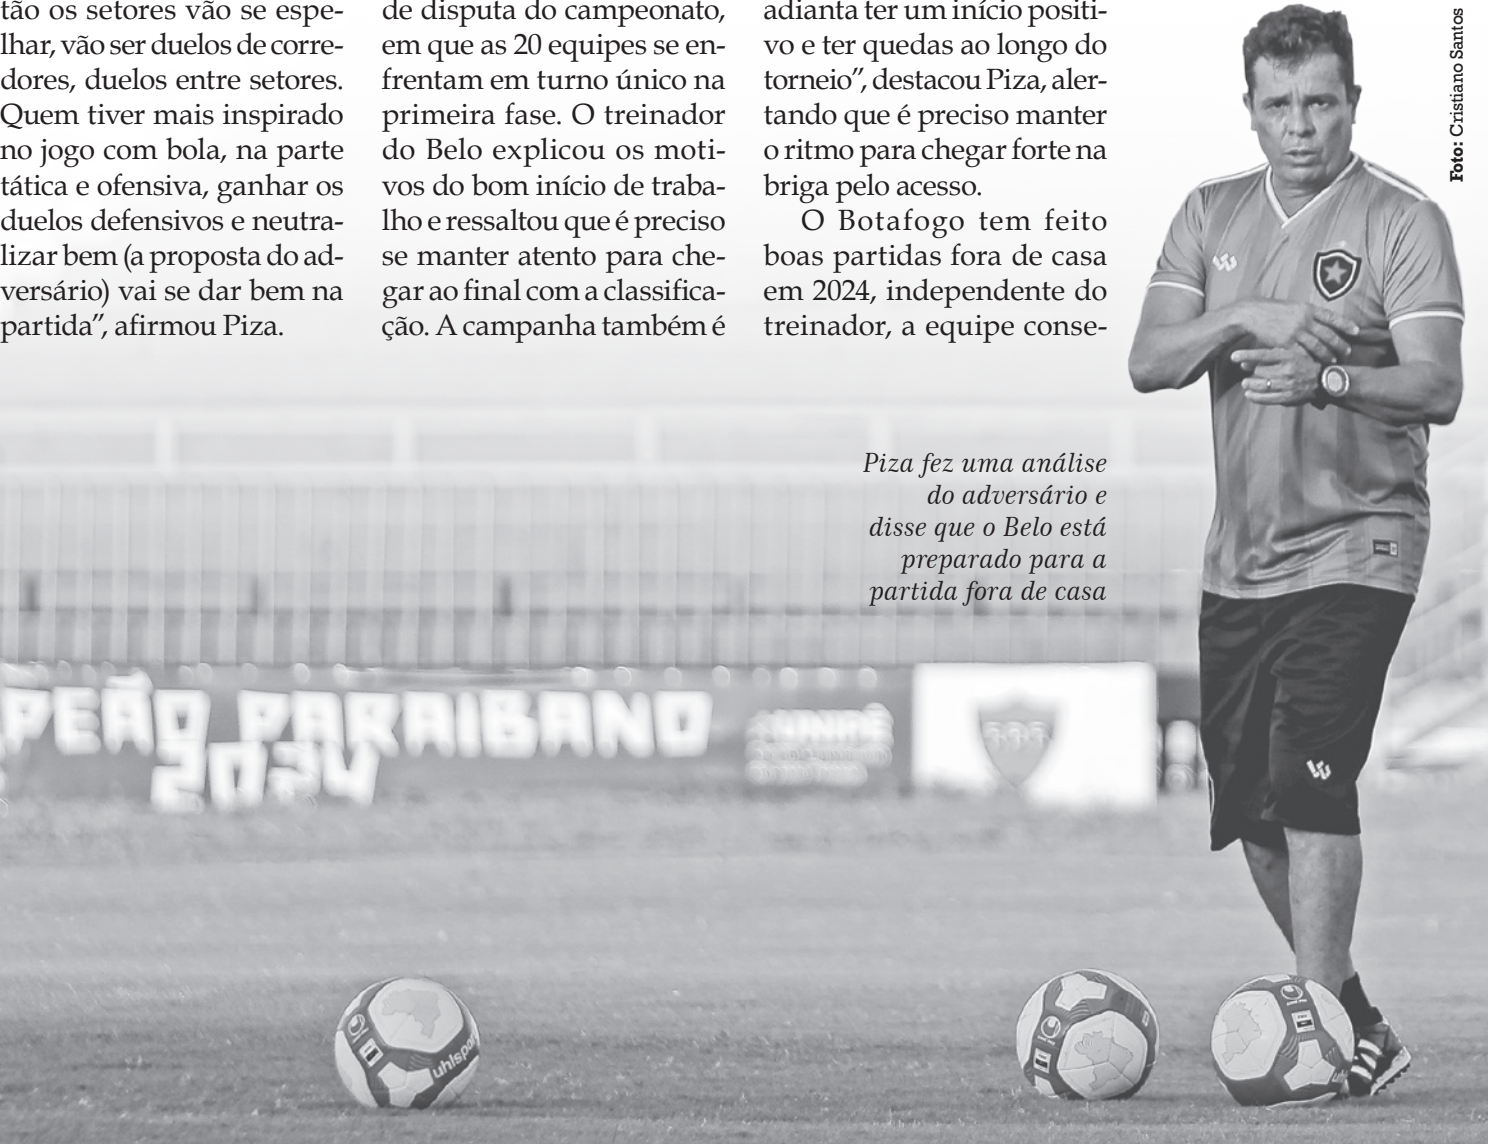 tão os setores vão se espe-
lhar, vão ser duelos de corre-
dores, duelos entre setores.
Quem tiver mais inspirado
no jogo com bola, na parte
tática e ofensiva, ganhar os
duelos defensivos e neutra-
lizar bem (a proposta do ad-
versário) vai se dar bem na
partida”, afirmou Piza.
de disputa do campeonato,
em que as 20 equipes se en-
frentam em turno único na
primeira fase. O treinador
do Belo explicou os moti-
vos do bom início de traba-
lho e ressaltou que é preciso
se manter atento para che-
gar ao final com a classifica-
ção. A campanha também é
adianta ter um início positi-
vo e ter quedas ao longo do
torneio”, destacou Piza, aler-
tando que é preciso manter
o ritmo para chegar forte na
briga pelo acesso.
O Botafogo tem feito
boas partidas fora de casa
em 2024, independente do
treinador, a equipe conse-
Foto: Cristiano Santos
Piza fez uma análise
do adversário e
disse que o Belo está
preparado para a
partida fora de casa
PEÃO PARAIBANO
2024
uhlsport